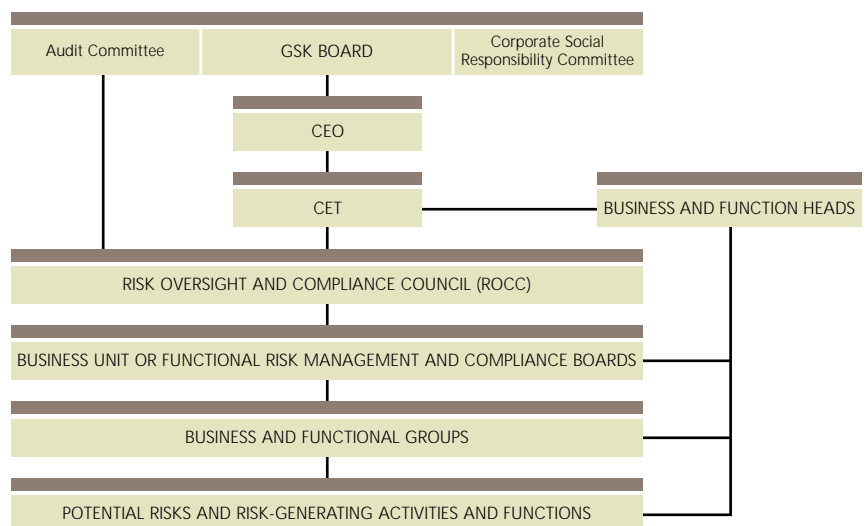 Audit Committee
GSK BOARD
Corporate Social
Responsibility Committee
CEO
CET
BUSINESS AND FUNCTION HEADS
RISK OVERSIGHT AND COMPLIANCE COUNCIL (ROCC)
BUSINESS UNIT OR FUNCTIONAL RISK MANAGEMENT AND COMPLIANCE BOARDS
BUSINESS AND FUNCTIONAL GROUPS
POTENTIAL RISKS AND RISK-GENERATING ACTIVITIES AND FUNCTIONS